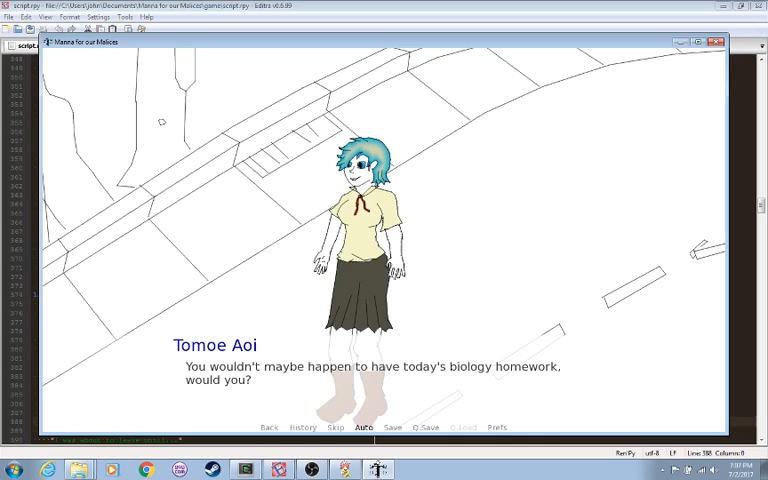 script.rpy - file://C:\Users\john\Documents\Manna for our Malices\game\script.rpy - Editra v0.6.99
File Edit View Format Settings Tools Help
Manna for our Malices
Tomoe Aoi
You wouldn't maybe happen to have today's biology homework,
would you?
Back History Skip Auto Save Q.Save Q.Load Prefs
Ren'Py utf-8 LF Line: 388 Column: 0
7:07 PM
7/2/2017